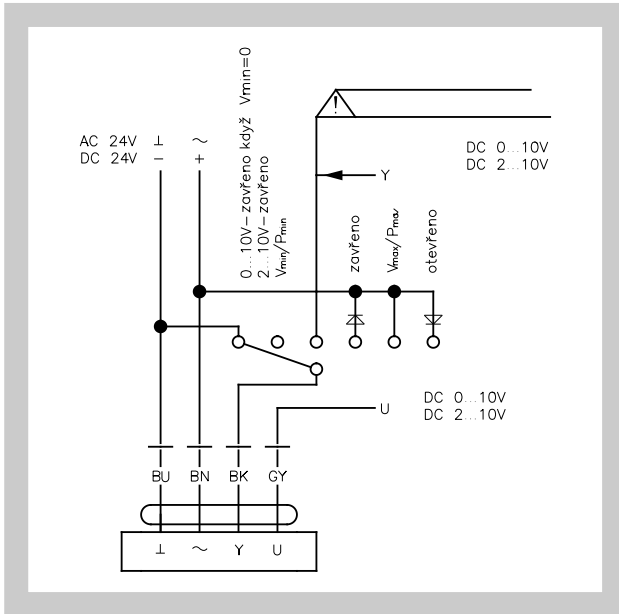 AC 24V ⊥ ~
DC 24V − +
0...10V–zavřeno když Vmin=0
2...10V–zavřeno
Vmin/Pmin
!
DC 0...10V
DC 2...10V
Y
zavřeno
Vmax/Pmax
otevřeno
U
DC 0...10V
DC 2...10V
BU BN BK GY
⊥ ~ Y U